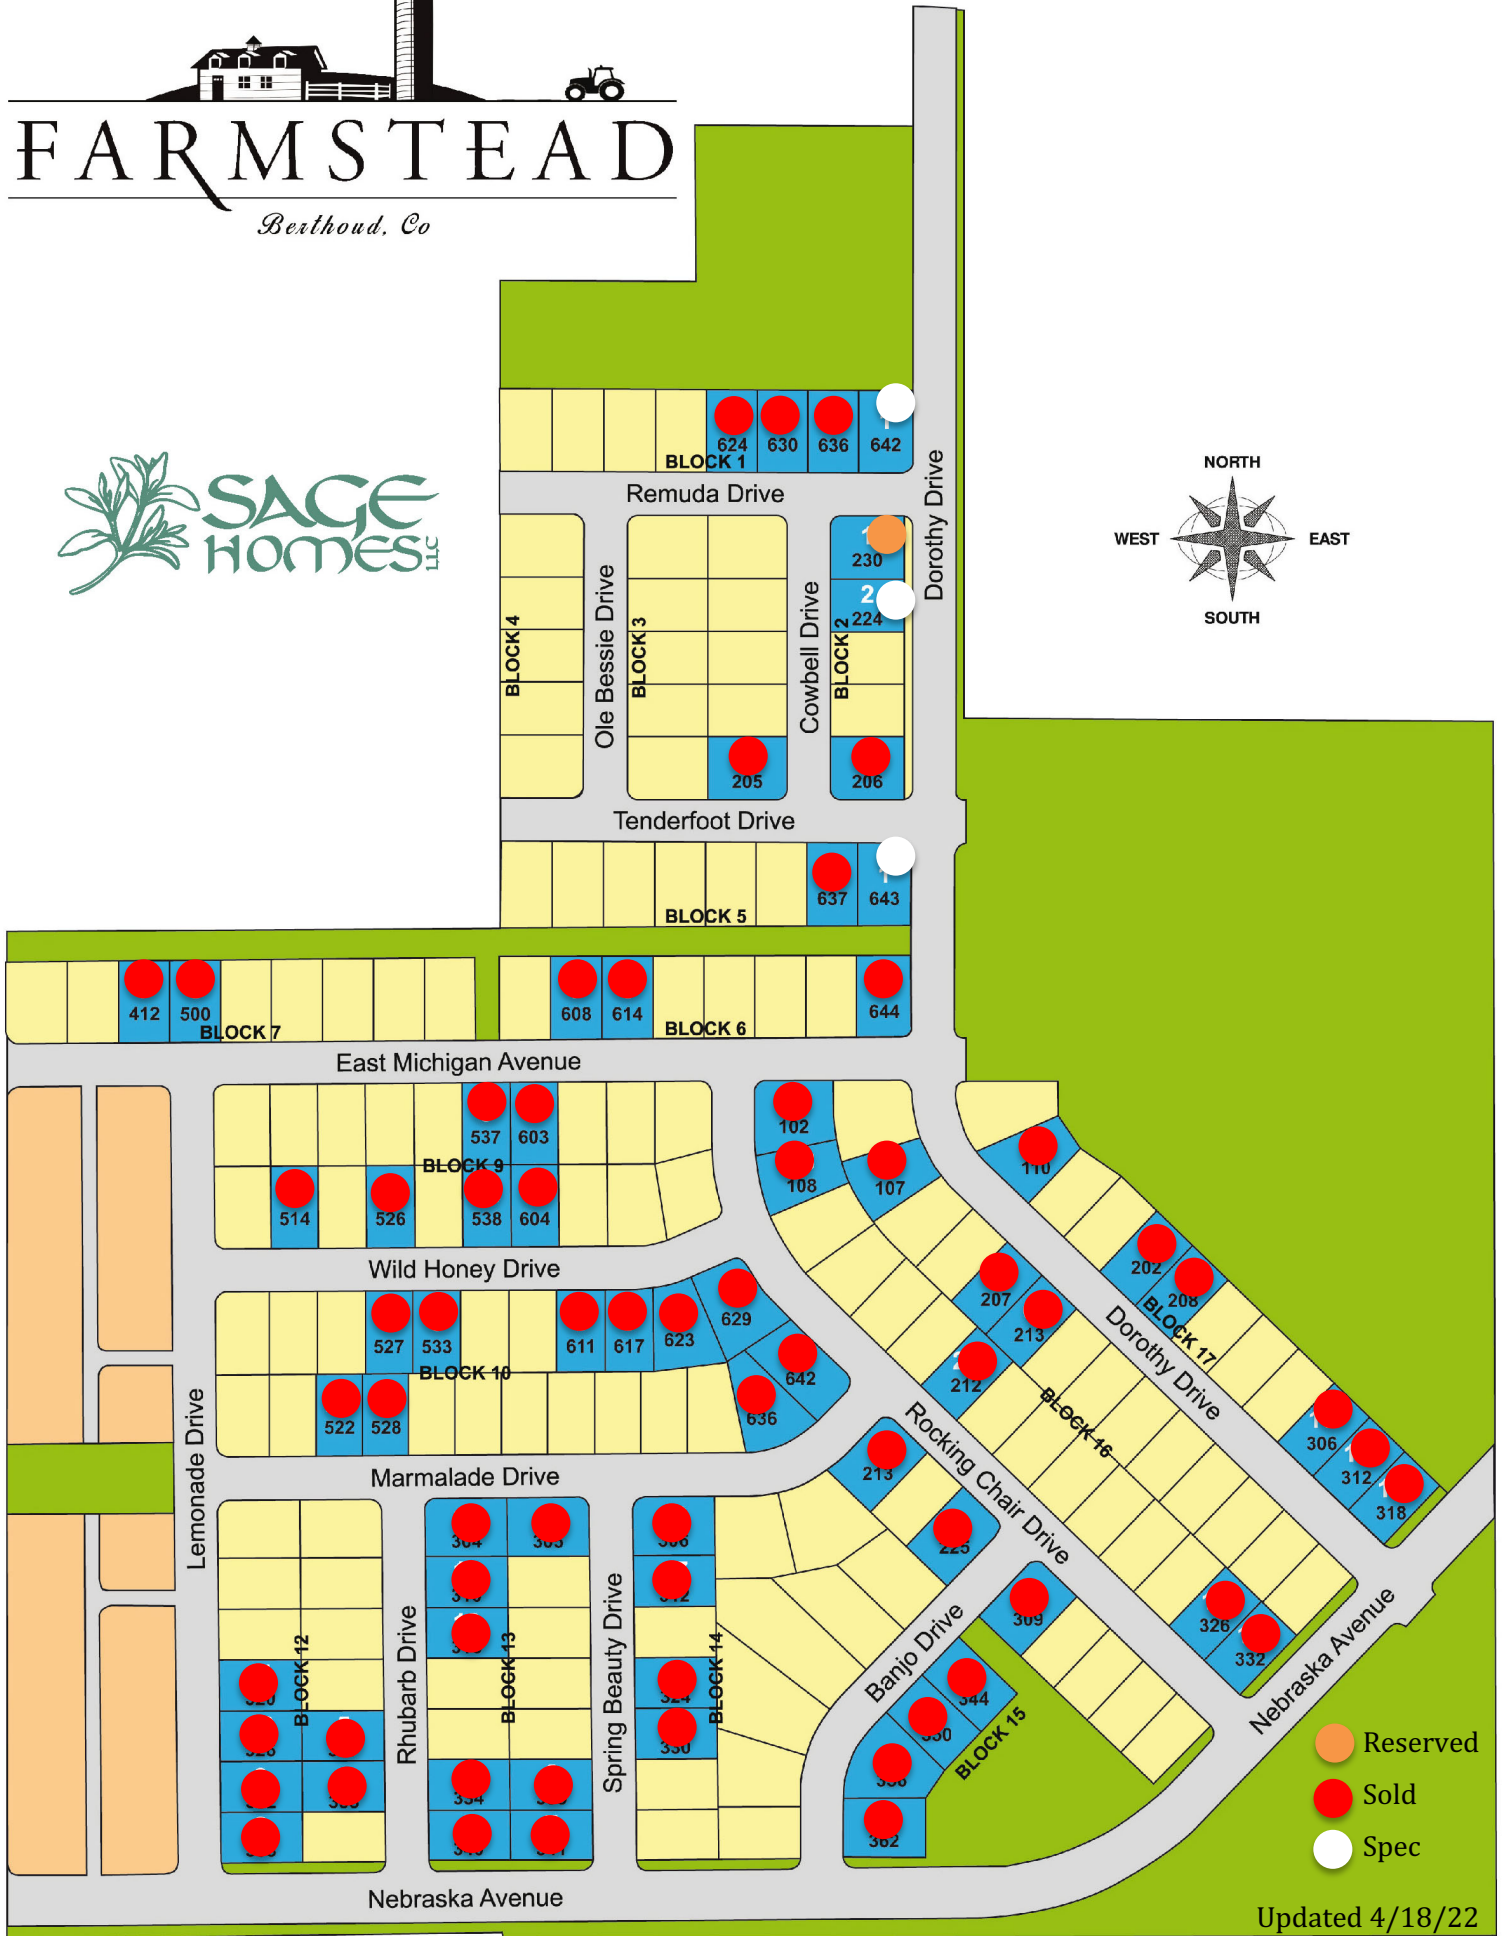 FARMSTEAD
Berthoud, Co
SAGE
HOMES LLC
NORTH
WEST
EAST
SOUTH
624
630
636
642
BLOCK 1
Remuda Drive
Dorothy Drive
230
2
224
BLOCK 4
Ole Bessie Drive
BLOCK 3
Cowbell Drive
BLOCK 2
205
206
Tenderfoot Drive
637
643
BLOCK 5
412
500
BLOCK 7
608
614
BLOCK 6
644
East Michigan Avenue
537
603
BLOCK 9
514
526
538
604
102
108
107
110
Wild Honey Drive
527
533
611
617
623
629
BLOCK 10
642
636
522
528
202
208
BLOCK 17
207
213
212
Dorothy Drive
BLOCK 16
306
312
318
Marmalade Drive
Lemonade Drive
Rocking Chair Drive
213
225
304
BLOCK 12
Rhubarb Drive
BLOCK 13
Spring Beauty Drive
BLOCK 14
324
330
334
309
Banjo Drive
344
350
362
BLOCK 15
326
332
Nebraska Avenue
Nebraska Avenue
Reserved
Sold
Spec
Updated 4/18/22